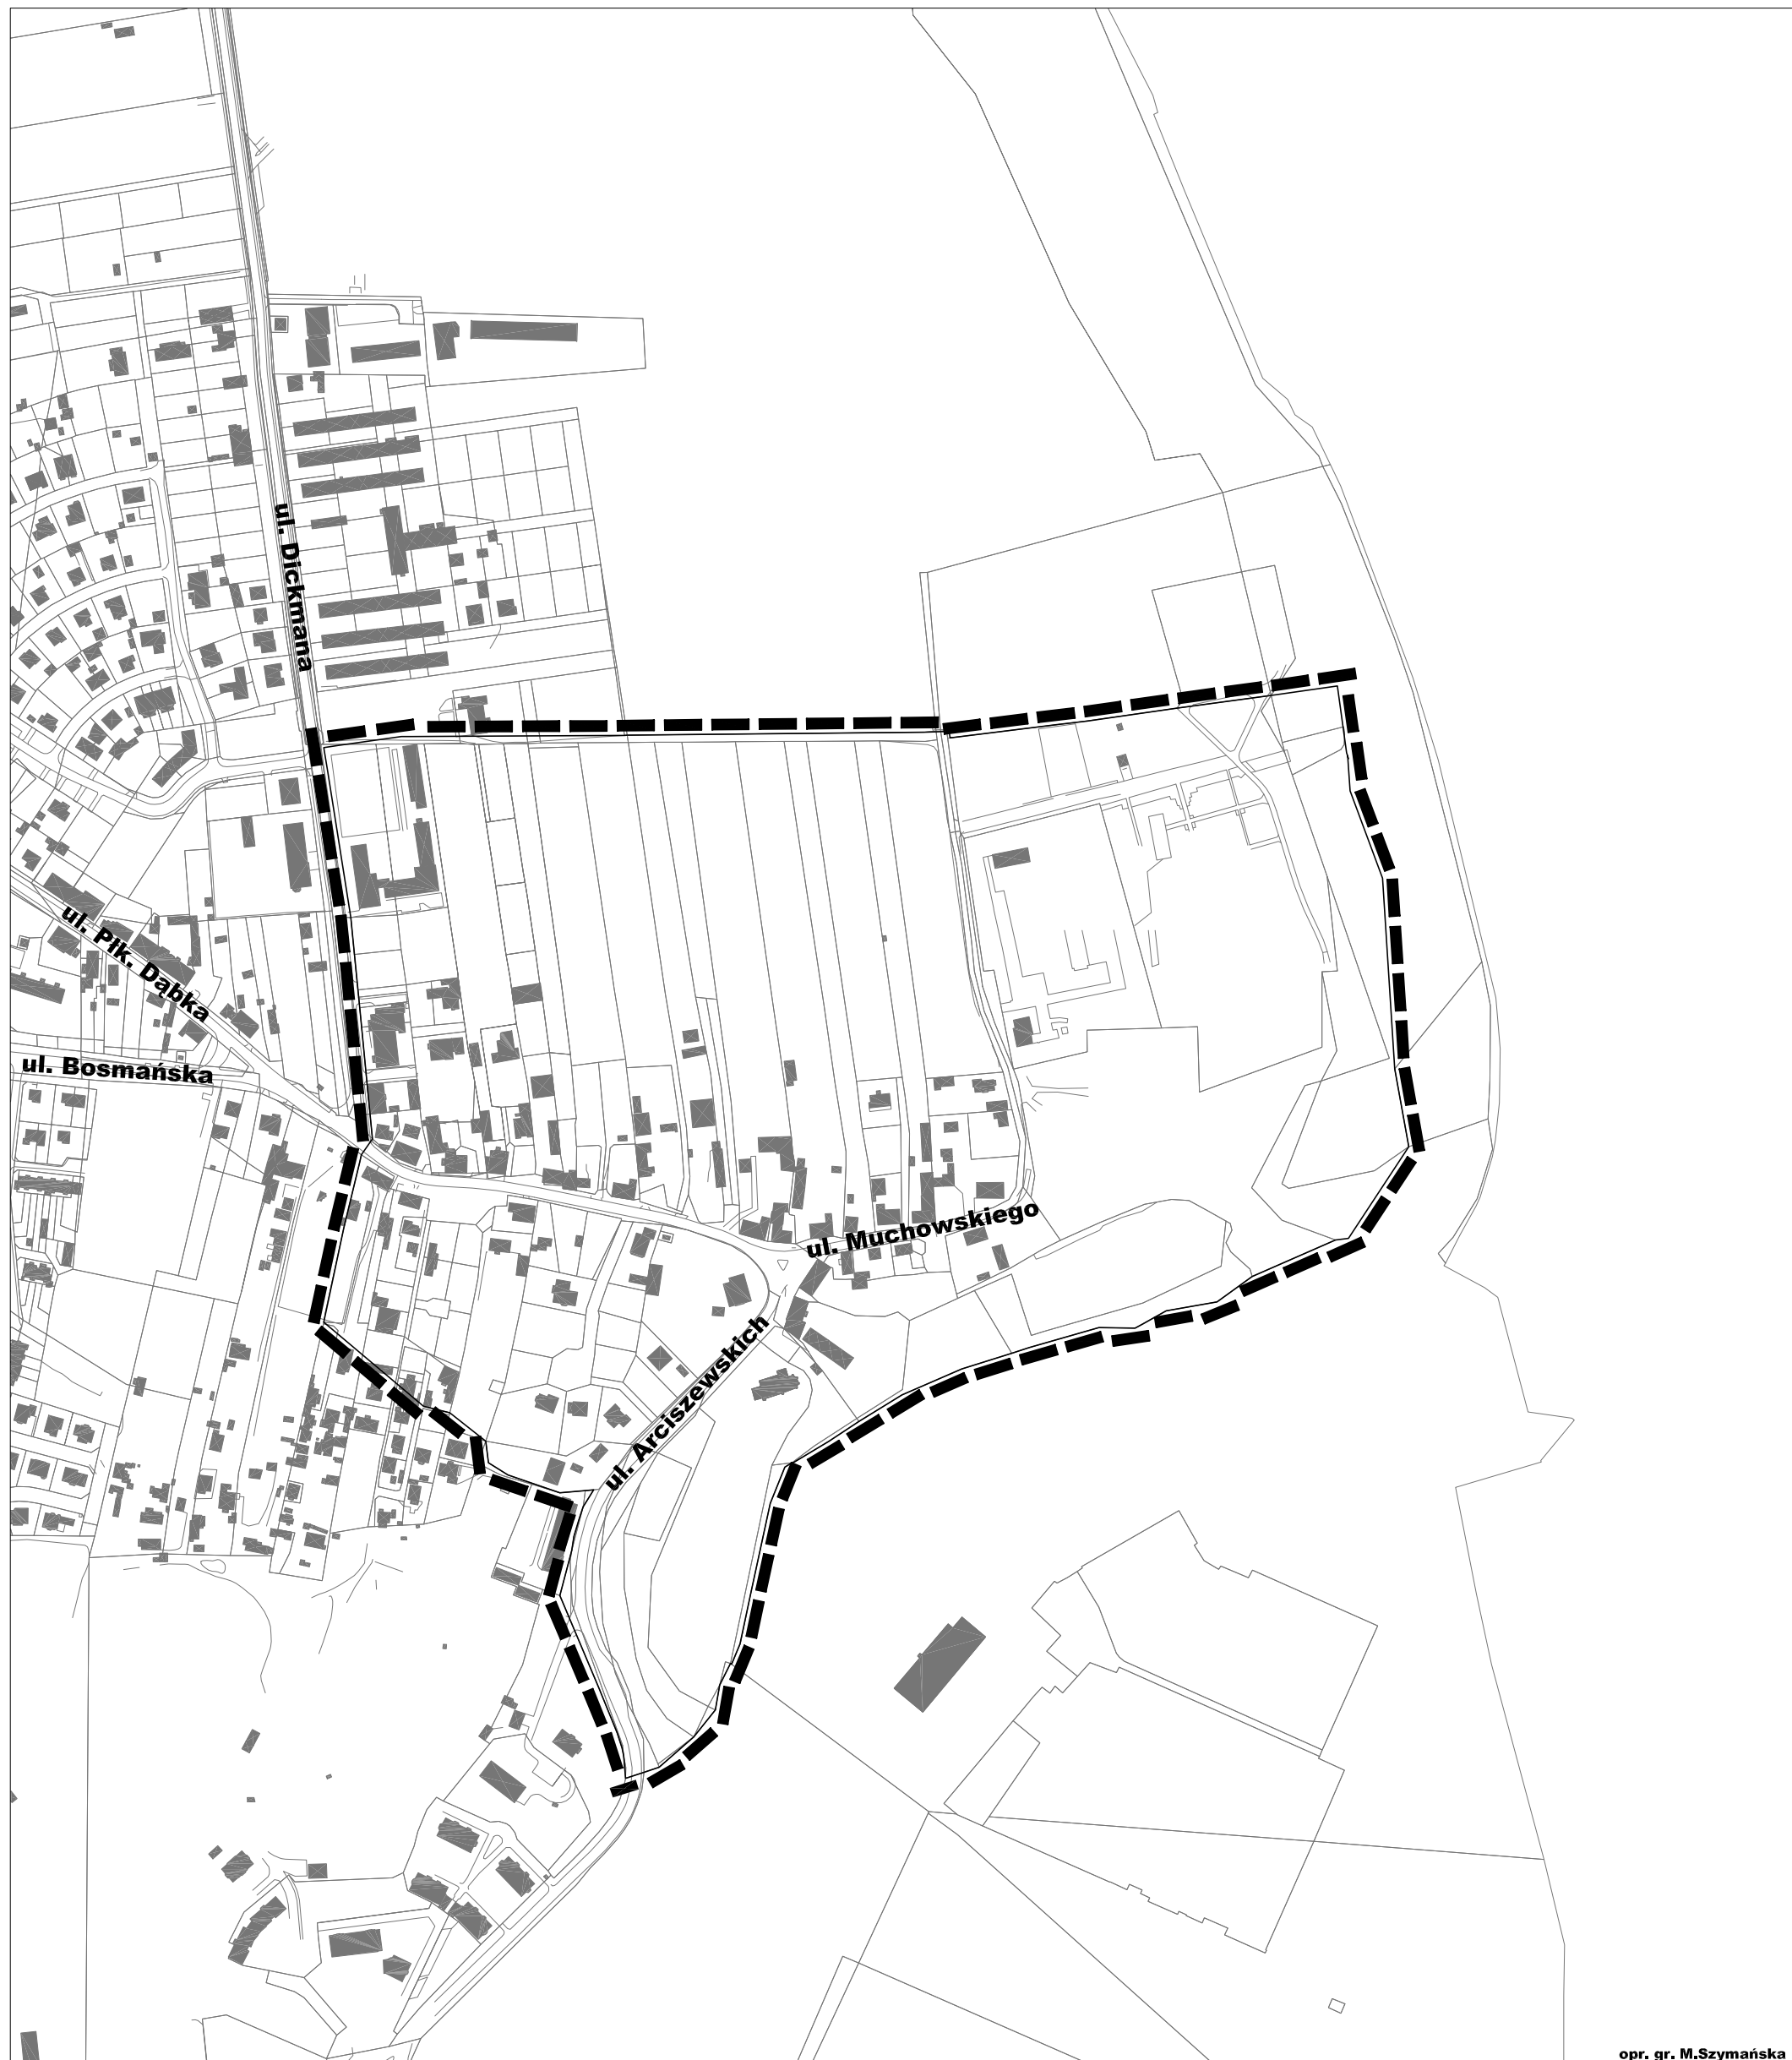 ul. Dickmana
ul. Płk. Dąbka
ul. Bosmańska
ul. Muchowskiego
ul. Arciszewskich
opr. gr. M.Szymańska